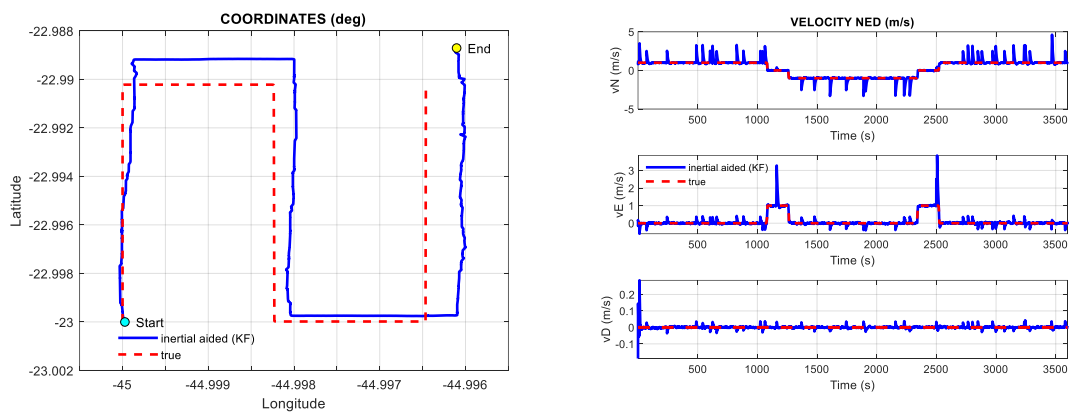 COORDINATES (deg)
-22.988
-22.99
-22.992
-22.994
-22.996
-22.998
-23
-23.002
Latitude
End
Start
inertial aided (KF)
true
-45
-44.999
-44.998
-44.997
-44.996
Longitude
VELOCITY NED (m/s)
5
0
-5
vN (m/s)
500 1000 1500 2000 2500 3000 3500
Time (s)
3
2
1
0
vE (m/s)
inertial aided (KF)
true
500 1000 1500 2000 2500 3000 3500
Time (s)
0.2
0.1
0
-0.1
vD (m/s)
500 1000 1500 2000 2500 3000 3500
Time (s)